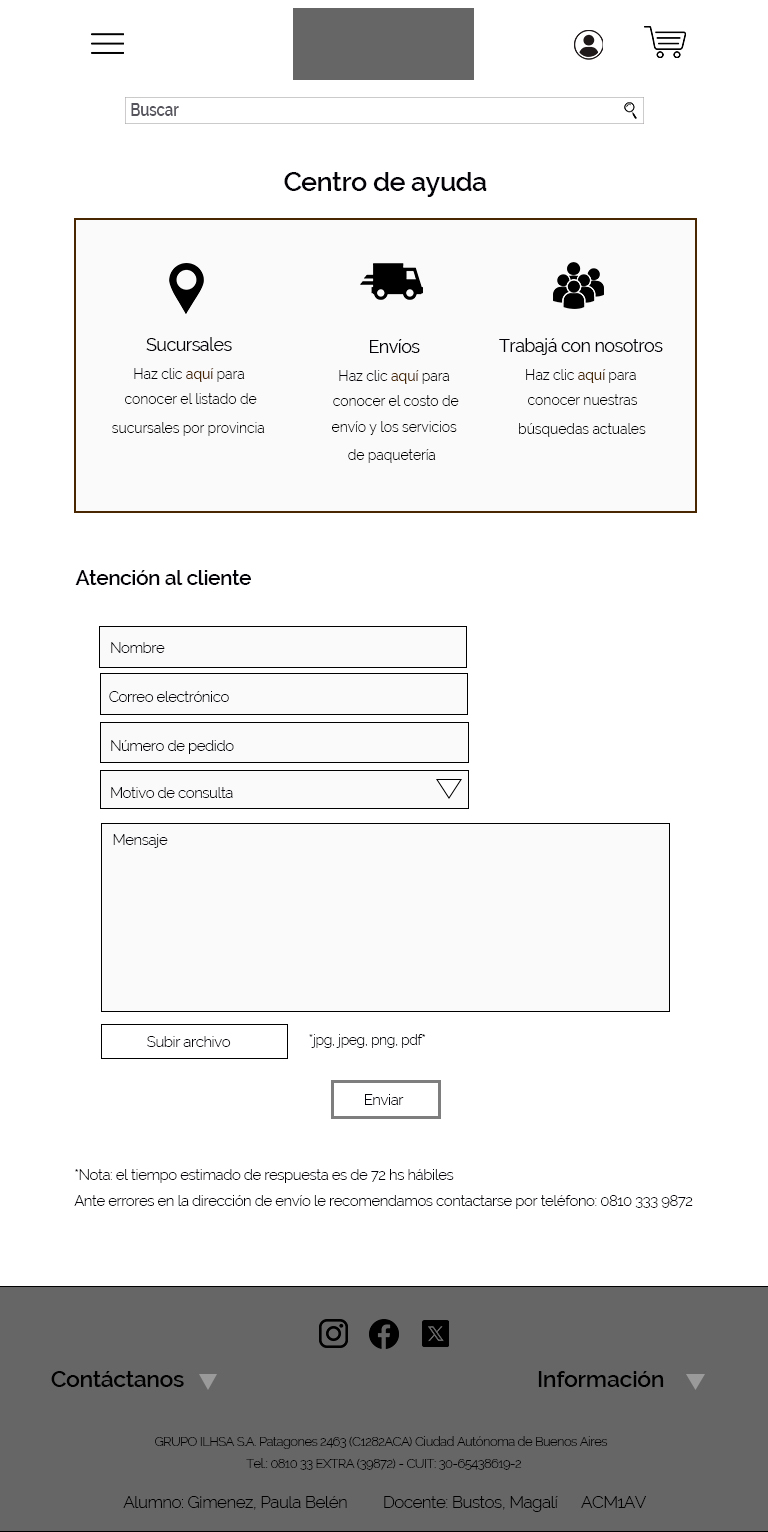 Buscar
Centro de ayuda
Sucursales
Haz clic aquí para
conocer el listado de
sucursales por provincia
Envíos
Haz clic aquí para
conocer el costo de
envío y los servicios
de paquetería
Trabajá con nosotros
Haz clic aquí para
conocer nuestras
búsquedas actuales
Atención al cliente
Nombre
Correo electrónico
Número de pedido
Motivo de consulta
Mensaje
Subir archivo
*jpg, jpeg, png, pdf*
Enviar
*Nota: el tiempo estimado de respuesta es de 72 hs hábiles
Ante errores en la dirección de envío le recomendamos contactarse por teléfono: 0810 333 9872
Contáctanos
Información
GRUPO ILHSA S.A. Patagones 2463 (C1282ACA) Ciudad Autónoma de Buenos Aires
Tel.: 0810 33 EXTRA (39872) - CUIT: 30-65438619-2
Alumno: Gimenez, Paula Belén Docente: Bustos, Magalí ACM1AV